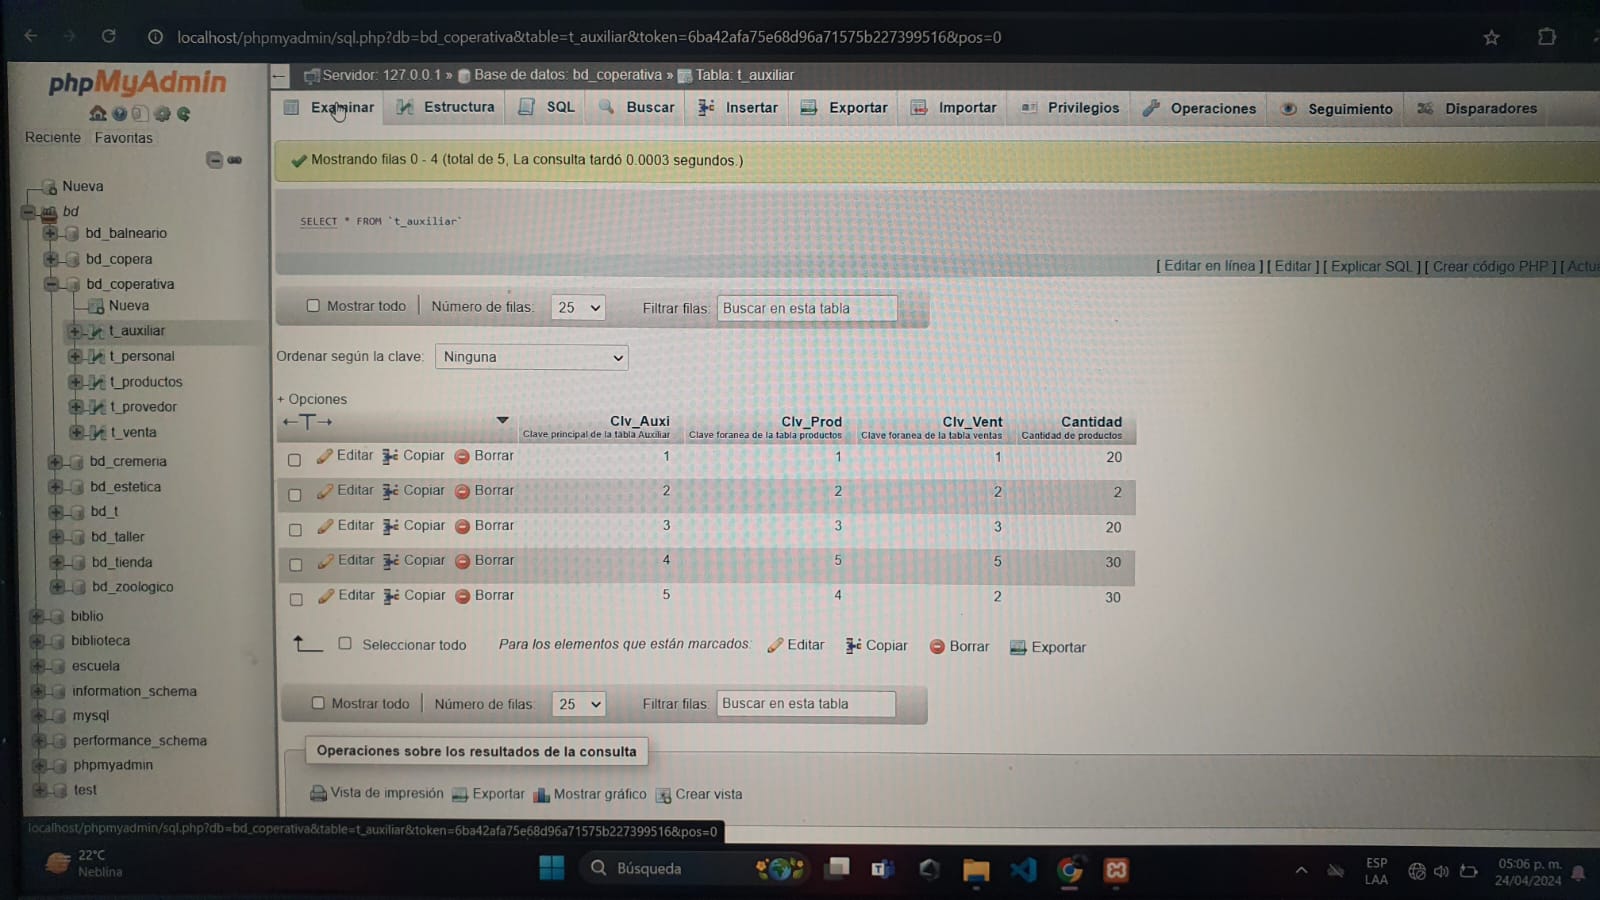 localhost/phpmyadmin/sql.php?db=bd_coperativa&table=t_auxiliar&token=6ba42afa75e68d96a71575b227399516&pos=0
phpMyAdmin
Reciente Favoritas
Nueva
bd
bd_balneario
bd_copera
bd_coperativa
Nueva
t_auxiliar
t_personal
t_productos
t_provedor
t_venta
bd_cremeria
bd_estetica
bd_t
bd_taller
bd_tienda
bd_zoologico
biblio
biblioteca
escuela
information_schema
mysql
performance_schema
phpmyadmin
test
Servidor: 127.0.0.1 » Base de datos: bd_coperativa » Tabla: t_auxiliar
Examinar Estructura SQL Buscar Insertar Exportar Importar Privilegios Operaciones Seguimiento Disparadores
Mostrando filas 0 - 4 (total de 5, La consulta tardó 0.0003 segundos.)
SELECT * FROM `t_auxiliar`
[ Editar en línea ] [ Editar ] [ Explicar SQL ] [ Crear código PHP ] [ Actu
Mostrar todo Número de filas: 25 Filtrar filas: Buscar en esta tabla
Ordenar según la clave: Ninguna
+ Opciones
←T→ Clv_Auxi Clv_Prod Clv_Vent Cantidad
Clave principal de la tabla Auxiliar Clave foranea de la tabla productos Clave foranea de la tabla ventas Cantidad de productos
Editar Copiar Borrar 1 1 1 20
Editar Copiar Borrar 2 2 2 2
Editar Copiar Borrar 3 3 3 20
Editar Copiar Borrar 4 5 5 30
Editar Copiar Borrar 5 4 2 30
Seleccionar todo Para los elementos que están marcados: Editar Copiar Borrar Exportar
Mostrar todo Número de filas: 25 Filtrar filas: Buscar en esta tabla
Operaciones sobre los resultados de la consulta
Vista de impresión Exportar Mostrar gráfico Crear vista
localhost/phpmyadmin/sql.php?db=bd_coperativa&table=t_auxiliar&token=6ba42afa75e68d96a71575b227399516&pos=0
22°C
Neblina
Búsqueda
ESP
LAA
05:06 p. m.
24/04/2024